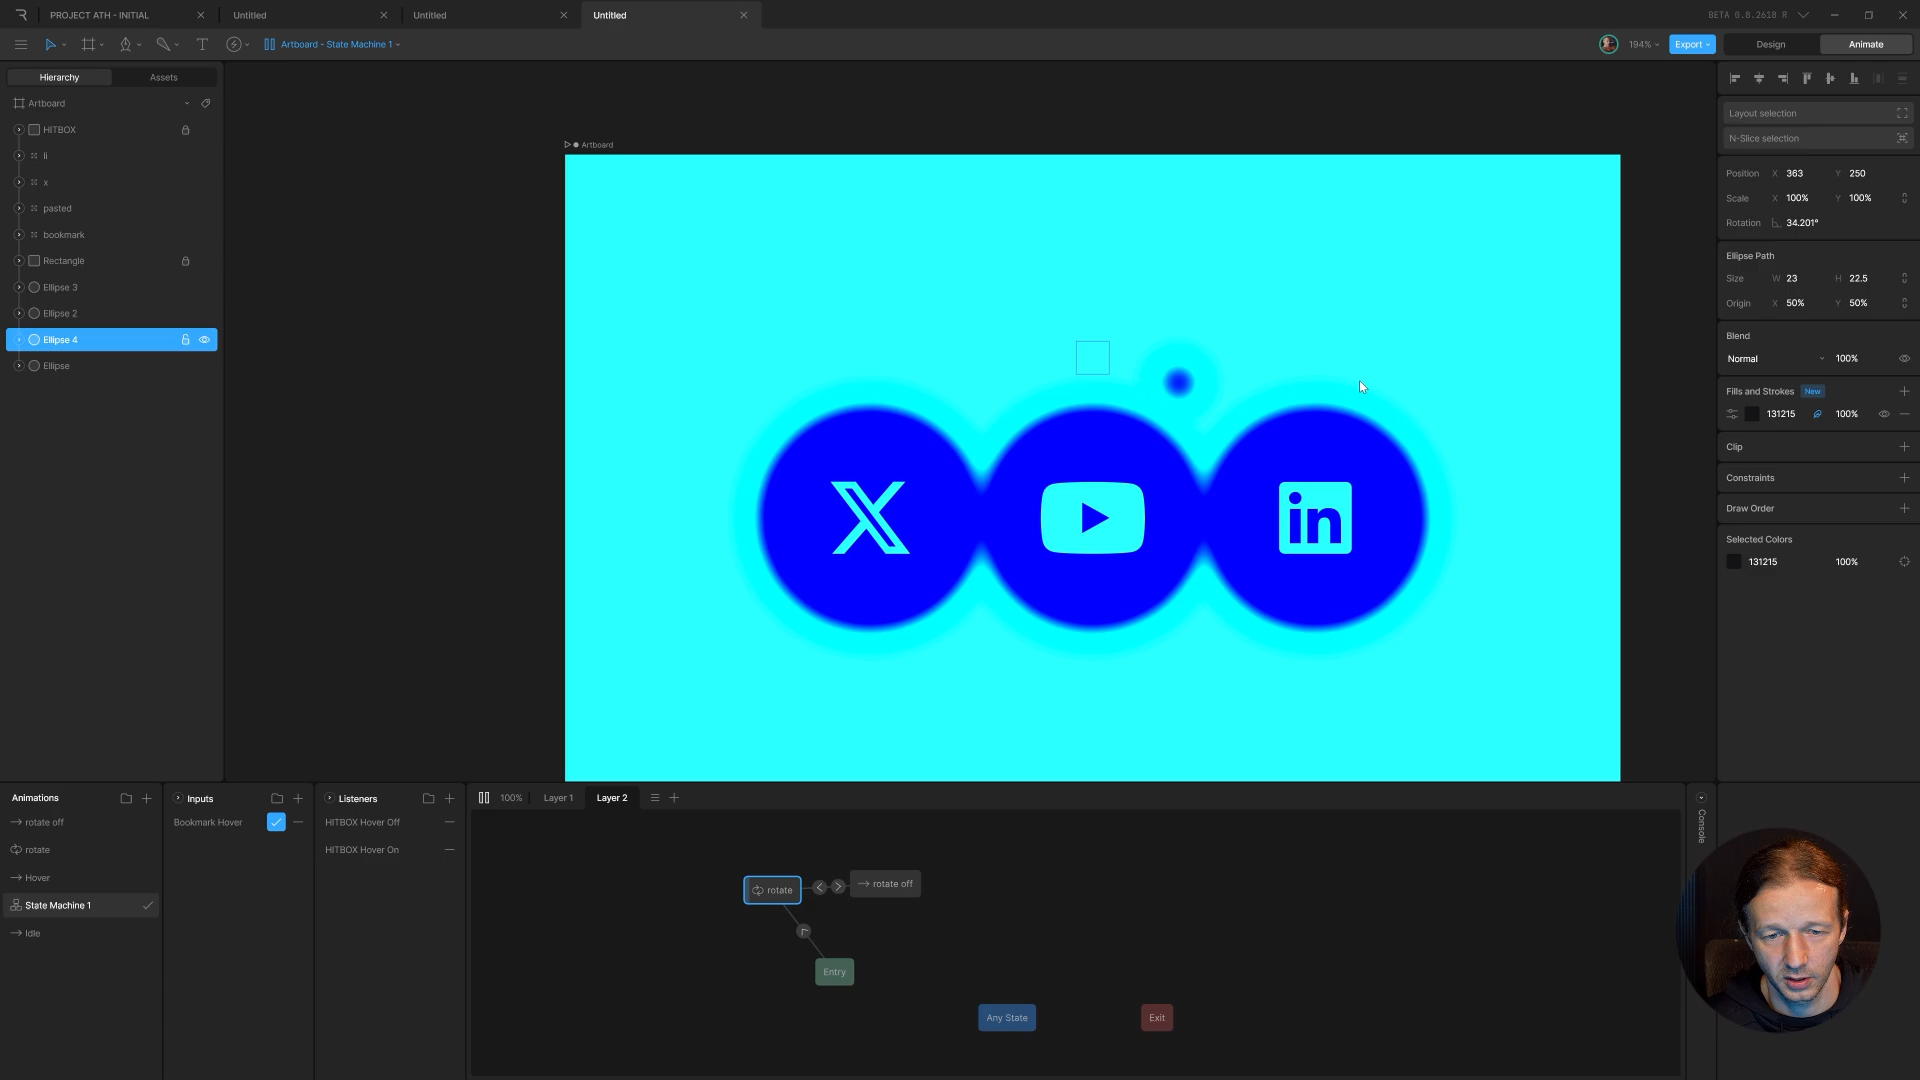 PROJECT ATH - INITIAL
Untitled
Untitled
Untitled
BETA 0.8.2618 R
Artboard - State Machine 1
194%
Export
Design
Animate
Hierarchy
Assets
Artboard
HITBOX
li
x
pasted
bookmark
Rectangle
Ellipse 3
Ellipse 2
Ellipse 4
Ellipse
Artboard
X
in
Layout selection
N-Slice selection
Position X 363 Y 250
Scale X 100% Y 100%
Rotation 34.201°
Ellipse Path
Size W 23 H 22.5
Origin X 50% Y 50%
Blend
Normal 100%
Fills and Strokes New
131215 100%
Clip
Constraints
Draw Order
Selected Colors
131215 100%
Animations
rotate off
rotate
Hover
State Machine 1
Idle
Inputs
Bookmark Hover
Listeners
HITBOX Hover Off
HITBOX Hover On
100%
Layer 1
Layer 2
rotate
rotate off
Entry
Any State
Exit
Console